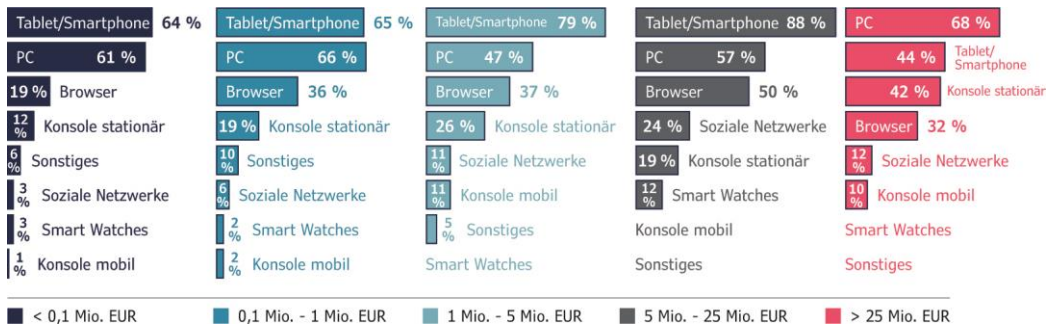 Tablet/Smartphone 64 %
PC 61 %
19 % Browser
12 % Konsole stationär
6 % Sonstiges
3 % Soziale Netzwerke
3 % Smart Watches
1 % Konsole mobil
Tablet/Smartphone 65 %
PC 66 %
Browser 36 %
19 % Konsole stationär
10 % Sonstiges
6 % Soziale Netzwerke
2 % Smart Watches
2 % Konsole mobil
Tablet/Smartphone 79 %
PC 47 %
Browser 37 %
26 % Konsole stationär
11 % Soziale Netzwerke
11 % Konsole mobil
5 % Sonstiges
Smart Watches
Tablet/Smartphone 88 %
PC 57 %
Browser 50 %
24 % Soziale Netzwerke
19 % Konsole stationär
12 % Smart Watches
Konsole mobil
Sonstiges
PC 68 %
44 % Tablet/
Smartphone
42 % Konsole stationär
Browser 32 %
12 % Soziale Netzwerke
10 % Konsole mobil
Smart Watches
Sonstiges
< 0,1 Mio. EUR
0,1 Mio. - 1 Mio. EUR
1 Mio. - 5 Mio. EUR
5 Mio. - 25 Mio. EUR
> 25 Mio. EUR